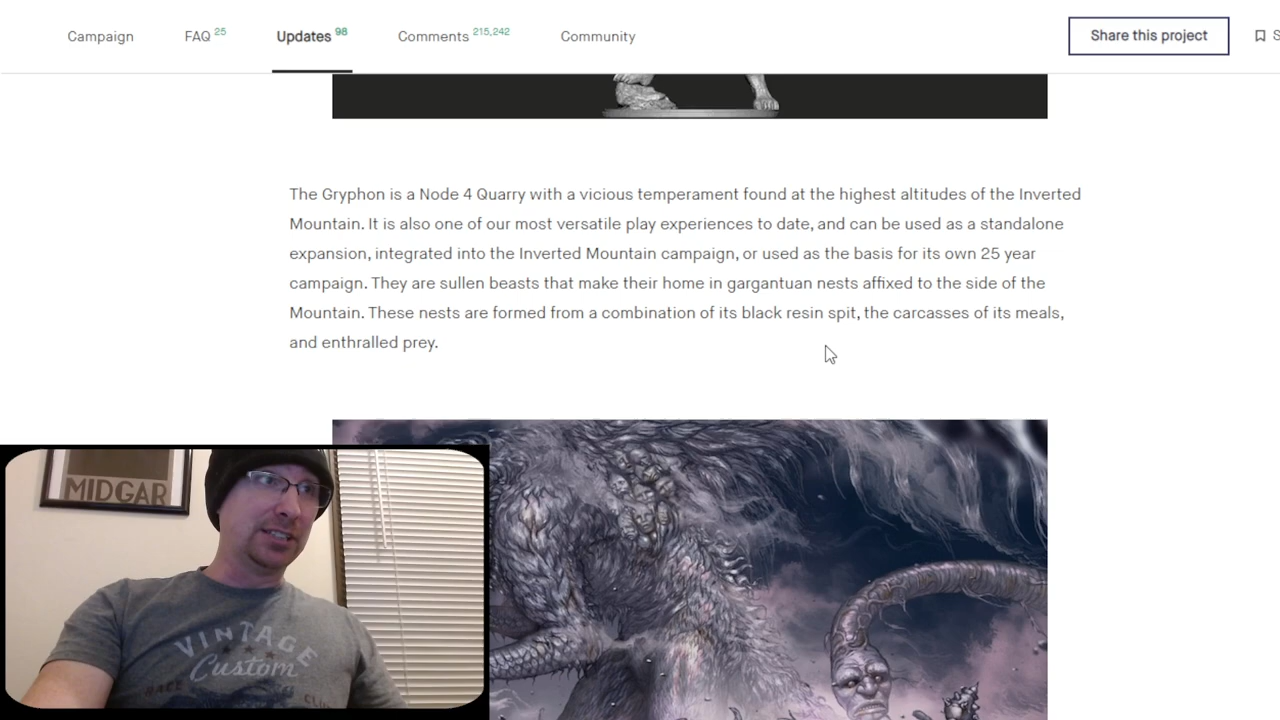 Campaign FAQ 25 Updates 98 Comments 215,242 Community Share this project S
The Gryphon is a Node 4 Quarry with a vicious temperament found at the highest altitudes of the Inverted
Mountain. It is also one of our most versatile play experiences to date, and can be used as a standalone
expansion, integrated into the Inverted Mountain campaign, or used as the basis for its own 25 year
campaign. They are sullen beasts that make their home in gargantuan nests affixed to the side of the
Mountain. These nests are formed from a combination of its black resin spit, the carcasses of its meals,
and enthralled prey.
MIDGAR
VINTAGE
Custom
RACE